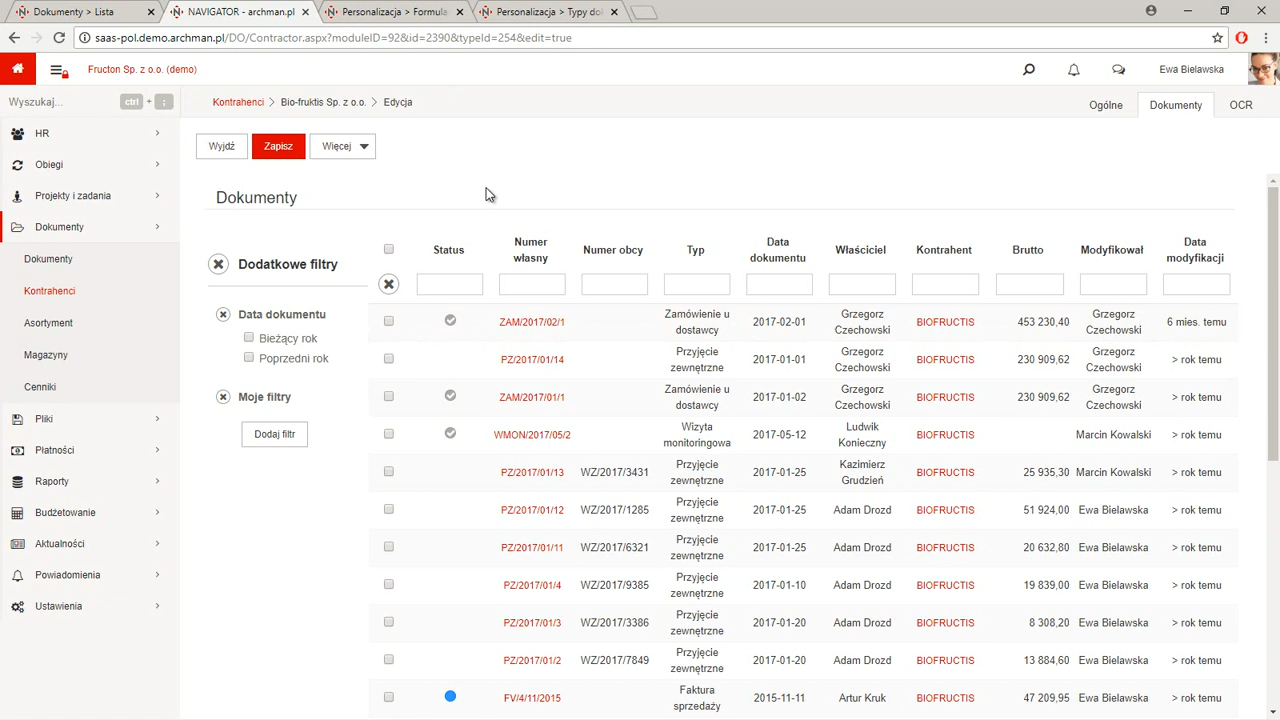 Dokumenty > Lista
NAVIGATOR - archman.pl
Personalizacja > Formula
Personalizacja > Typy do
saas-pol.demo.archman.pl/DO/Contractor.aspx?moduleID=92&id=2390&typeId=254&edit=true
Fructon Sp. z o.o. (demo)
Ewa Bielawska
Wyszukaj... ctrl + ;
Kontrahenci > Bio-fruktis Sp. z o.o. > Edycja
Ogólne
Dokumenty
OCR
HR
Obiegi
Projekty i zadania
Dokumenty
Dokumenty
Kontrahenci
Asortyment
Magazyny
Cenniki
Pliki
Płatności
Raporty
Budżetowanie
Aktualności
Powiadomienia
Ustawienia
Wyjdź
Zapisz
Więcej
Dokumenty
Dodatkowe filtry
Data dokumentu
Bieżący rok
Poprzedni rok
Moje filtry
Dodaj filtr
Status Numer własny Numer obcy Typ Data dokumentu Właściciel Kontrahent Brutto Modyfikował Data modyfikacji
ZAM/2017/02/1 Zamówienie u dostawcy 2017-02-01 Grzegorz Czechowski BIOFRUCTIS 453 230,40 Grzegorz Czechowski 6 mies. temu
PZ/2017/01/14 Przyjęcie zewnętrzne 2017-01-01 Grzegorz Czechowski BIOFRUCTIS 230 909,62 Grzegorz Czechowski > rok temu
ZAM/2017/01/1 Zamówienie u dostawcy 2017-01-02 Grzegorz Czechowski BIOFRUCTIS 230 909,62 Grzegorz Czechowski > rok temu
WMON/2017/05/2 Wizyta monitoringowa 2017-05-12 Ludwik Konieczny BIOFRUCTIS Marcin Kowalski > rok temu
PZ/2017/01/13 WZ/2017/3431 Przyjęcie zewnętrzne 2017-01-25 Kazimierz Grudzień BIOFRUCTIS 25 935,30 Marcin Kowalski > rok temu
PZ/2017/01/12 WZ/2017/1285 Przyjęcie zewnętrzne 2017-01-25 Adam Drozd BIOFRUCTIS 51 924,00 Ewa Bielawska > rok temu
PZ/2017/01/11 WZ/2017/6321 Przyjęcie zewnętrzne 2017-01-25 Adam Drozd BIOFRUCTIS 20 632,80 Ewa Bielawska > rok temu
PZ/2017/01/4 WZ/2017/9385 Przyjęcie zewnętrzne 2017-01-10 Adam Drozd BIOFRUCTIS 19 839,00 Ewa Bielawska > rok temu
PZ/2017/01/3 WZ/2017/3386 Przyjęcie zewnętrzne 2017-01-20 Adam Drozd BIOFRUCTIS 8 308,20 Ewa Bielawska > rok temu
PZ/2017/01/2 WZ/2017/7849 Przyjęcie zewnętrzne 2017-01-20 Adam Drozd BIOFRUCTIS 13 884,60 Ewa Bielawska > rok temu
FV/4/11/2015 Faktura sprzedaży 2015-11-11 Artur Kruk BIOFRUCTIS 47 209,95 Ewa Bielawska > rok temu